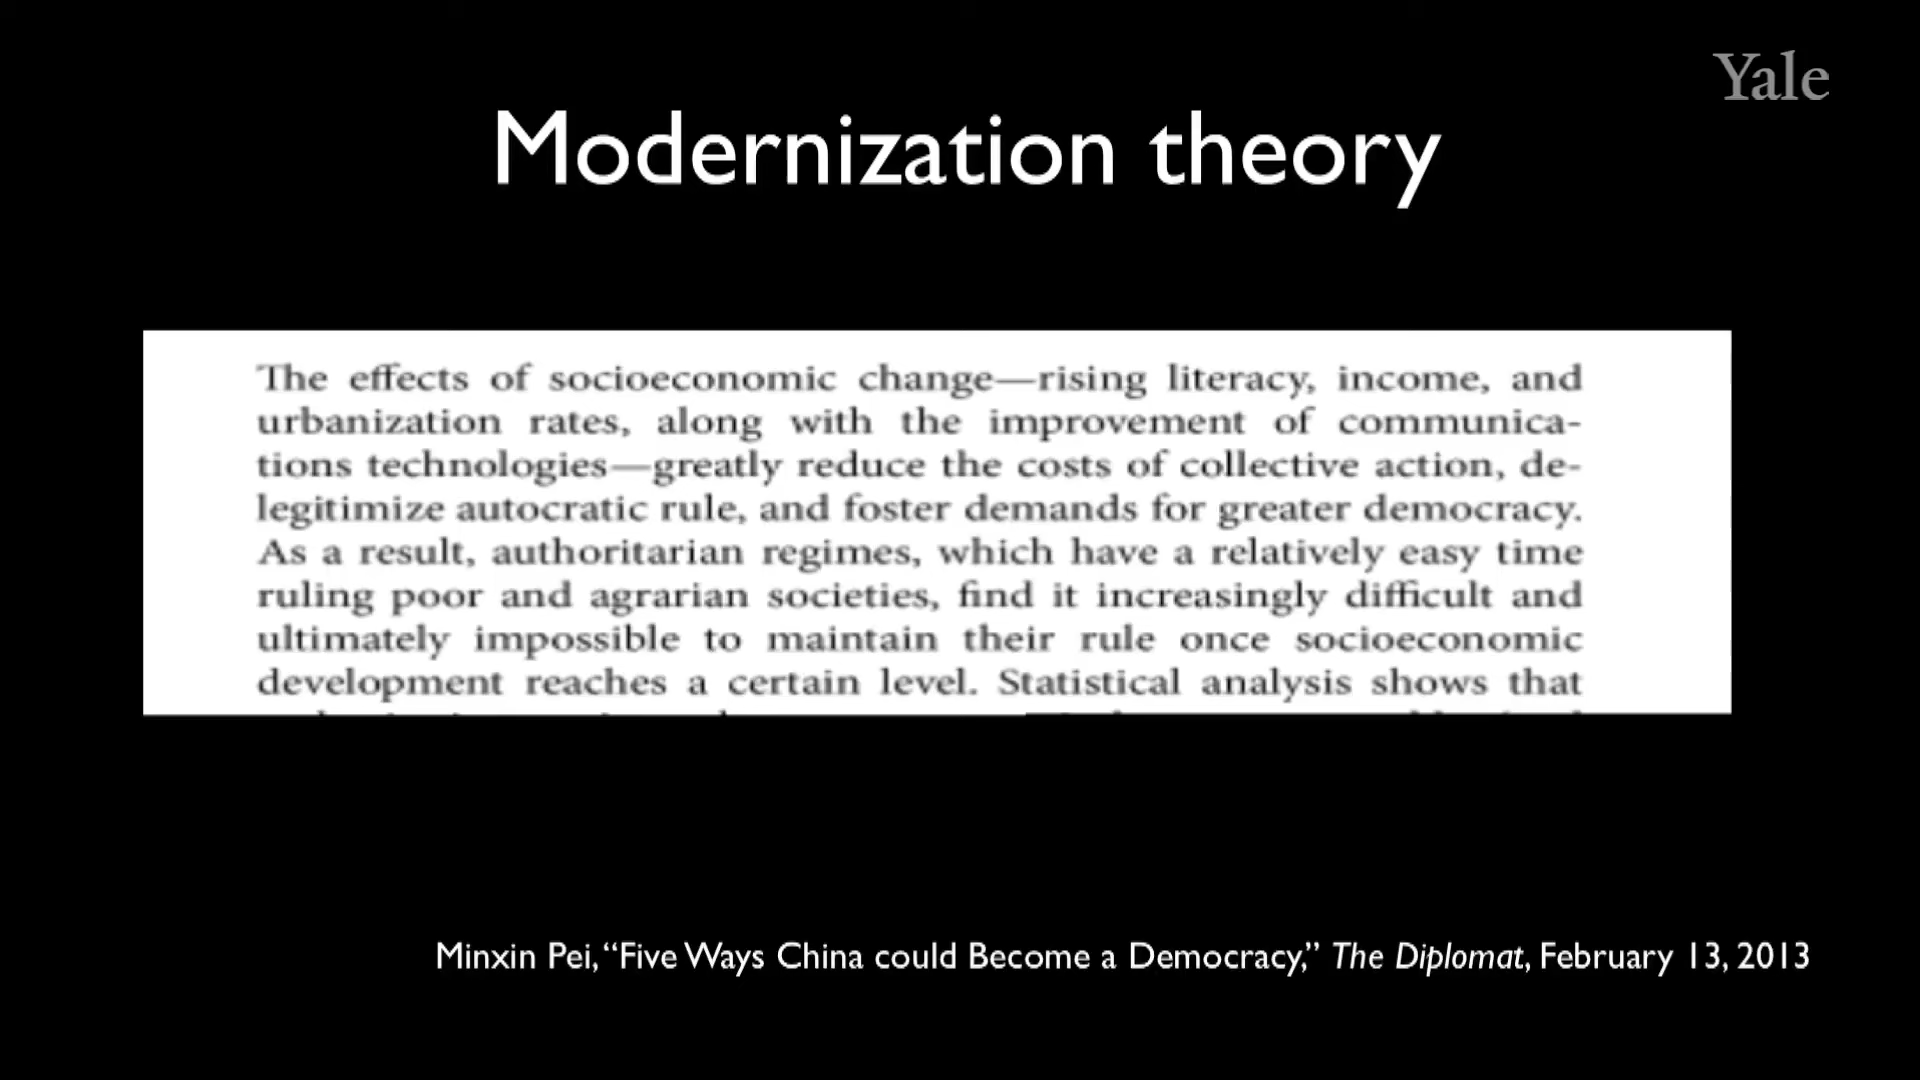 Yale
Modernization theory
The effects of socioeconomic change—rising literacy, income, and
urbanization rates, along with the improvement of communica-
tions technologies—greatly reduce the costs of collective action, de-
legitimize autocratic rule, and foster demands for greater democracy.
As a result, authoritarian regimes, which have a relatively easy time
ruling poor and agrarian societies, find it increasingly difficult and
ultimately impossible to maintain their rule once socioeconomic
development reaches a certain level. Statistical analysis shows that
Minxin Pei, “Five Ways China could Become a Democracy,” The Diplomat, February 13, 2013